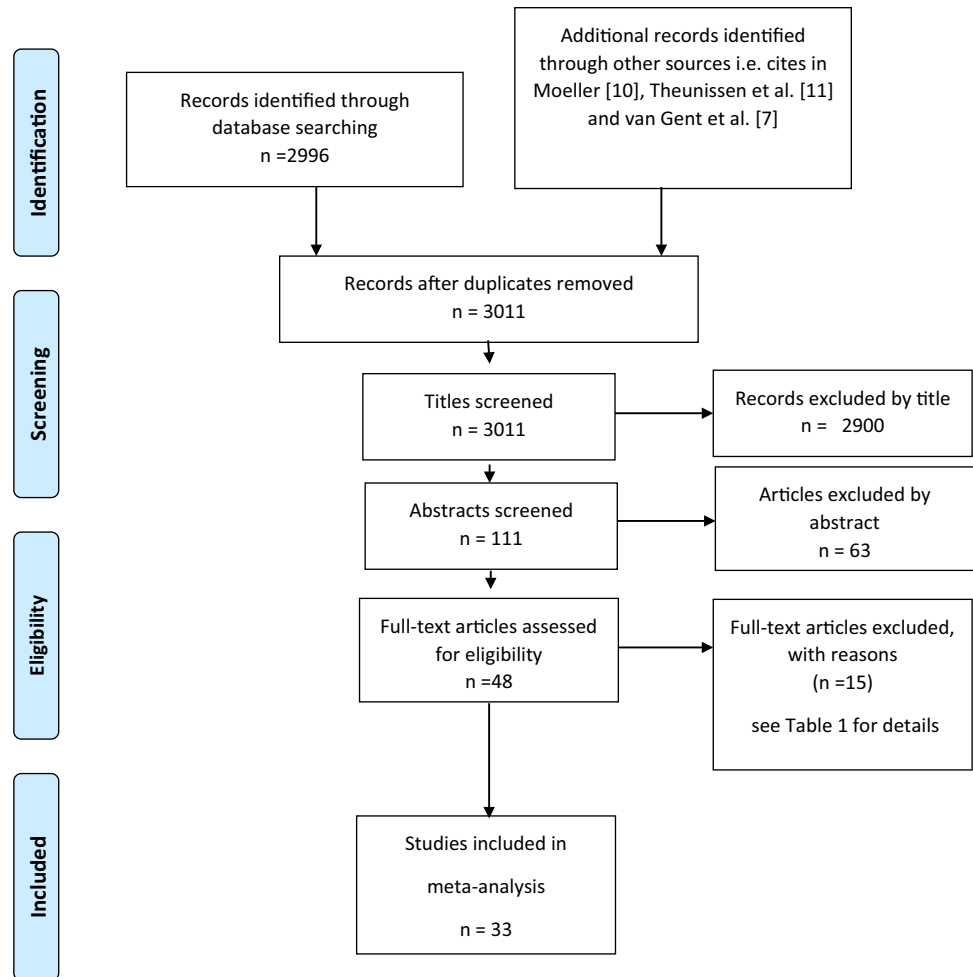 Identification
Records identified through
database searching
n =2996
Additional records identified
through other sources i.e. cites in
Moeller [10], Theunissen et al. [11]
and van Gent et al. [7]
Records after duplicates removed
n = 3011
Screening
Titles screened
n = 3011
Records excluded by title
n = 2900
Abstracts screened
n = 111
Articles excluded by
abstract
n = 63
Eligibility
Full-text articles assessed
for eligibility
n =48
Full-text articles excluded,
with reasons
(n =15)
see Table 1 for details
Included
Studies included in
meta-analysis
n = 33